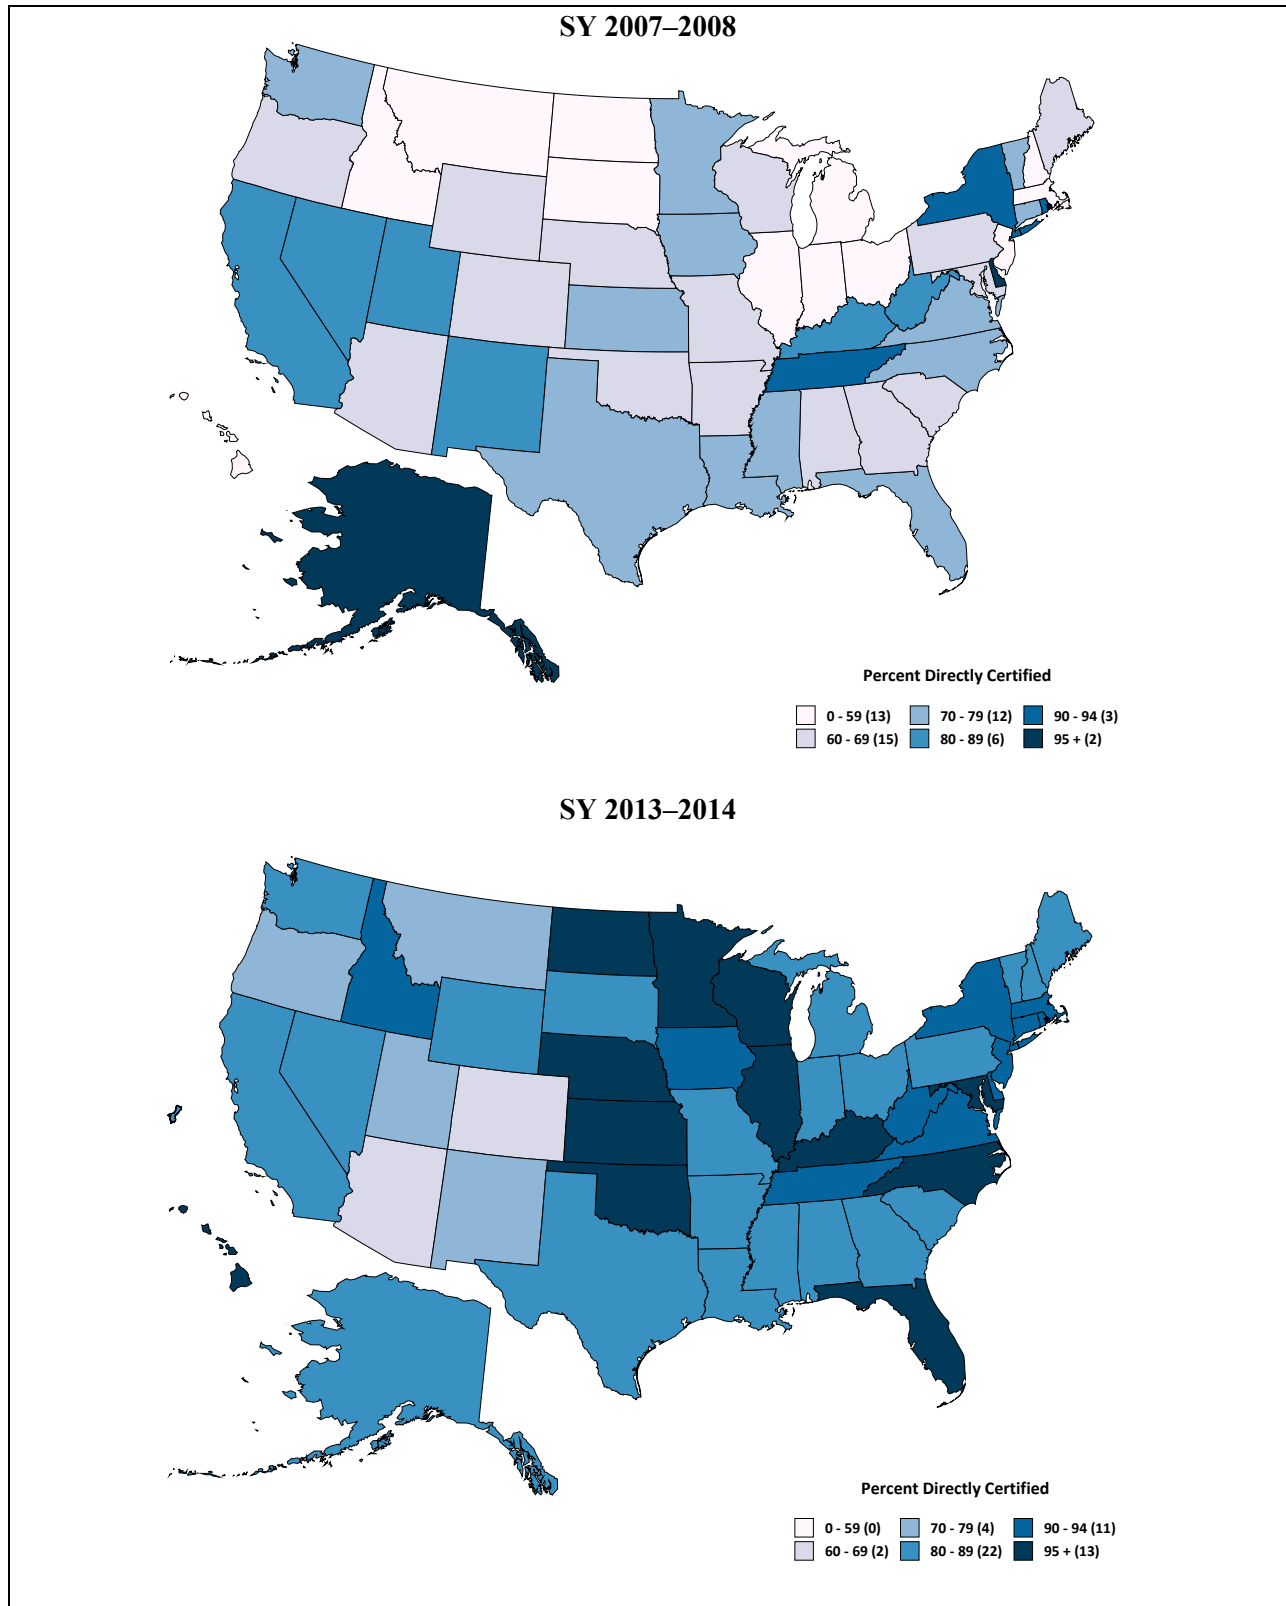 SY 2007–2008
Percent Directly Certified
0 - 59 (13) 70 - 79 (12) 90 - 94 (3)
60 - 69 (15) 80 - 89 (6) 95 + (2)
SY 2013–2014
Percent Directly Certified
0 - 59 (0) 70 - 79 (4) 90 - 94 (11)
60 - 69 (2) 80 - 89 (22) 95 + (13)